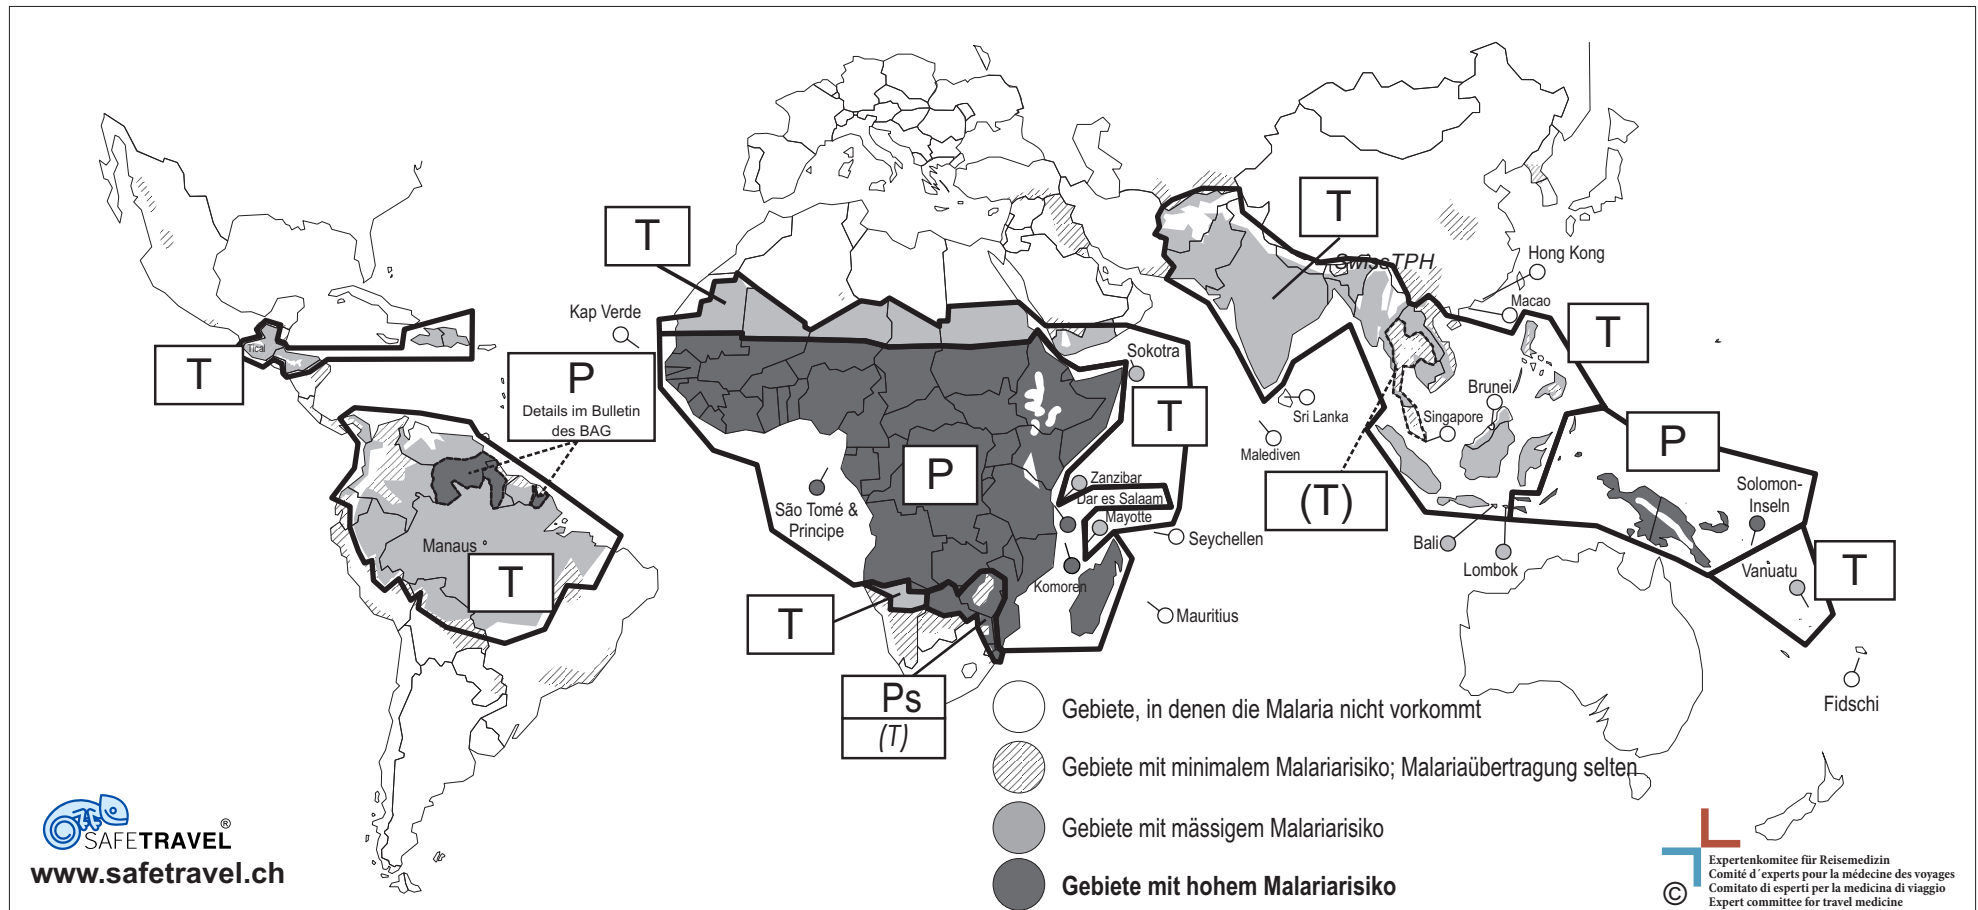 T
T
SwissTPH
Hong Kong
Kap Verde
Macao
T
Tical
T
P
Details im Bulletin
des BAG
Sokotra
T
Brunei
Sri Lanka
Singapore
Malediven
P
P
Zanzibar
Dar es Salaam
Mayotte
(T)
Solomon-
Inseln
São Tomé &
Principe
Seychellen
Manaus
Bali
Lombok
T
Komoren
Vanuatu
T
T
Mauritius
Ps
(T)
Fidschi
Gebiete, in denen die Malaria nicht vorkommt
Gebiete mit minimalem Malariarisiko; Malariaübertragung selten
Gebiete mit mässigem Malariarisiko
Gebiete mit hohem Malariarisiko
SAFETRAVEL®
www.safetravel.ch
©
Expertenkomitee für Reisemedizin
Comité d´experts pour la médecine des voyages
Comitato di esperti per la medicina di viaggio
Expert committee for travel medicine